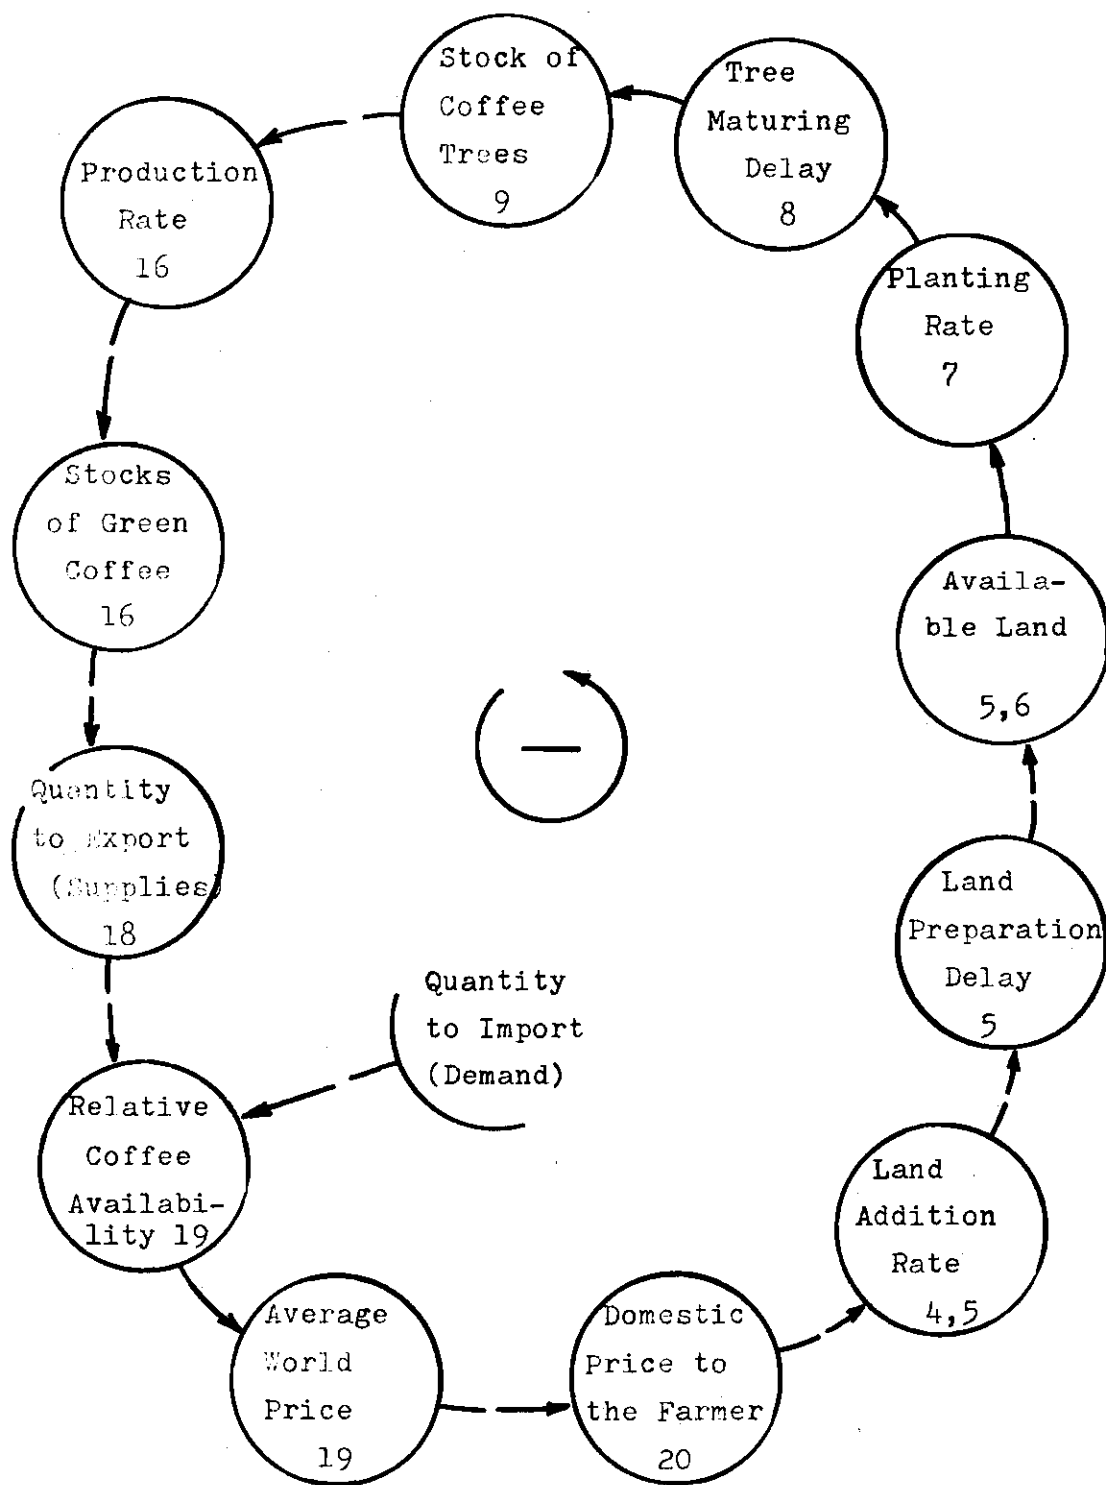 Stock of
Coffee
Trees
9
Tree
Maturing
Delay
8
Production
Rate
16
Planting
Rate
7
Stocks
of Green
Coffee
16
Availa-
ble Land
5,6
Quantity
to Export
(Supplies)
18
Land
Preparation
Delay
5
Quantity
to Import
(Demand)
Relative
Coffee
Availabi-
lity 19
Land
Addition
Rate
4,5
Average
World
Price
19
Domestic
Price to
the Farmer
20